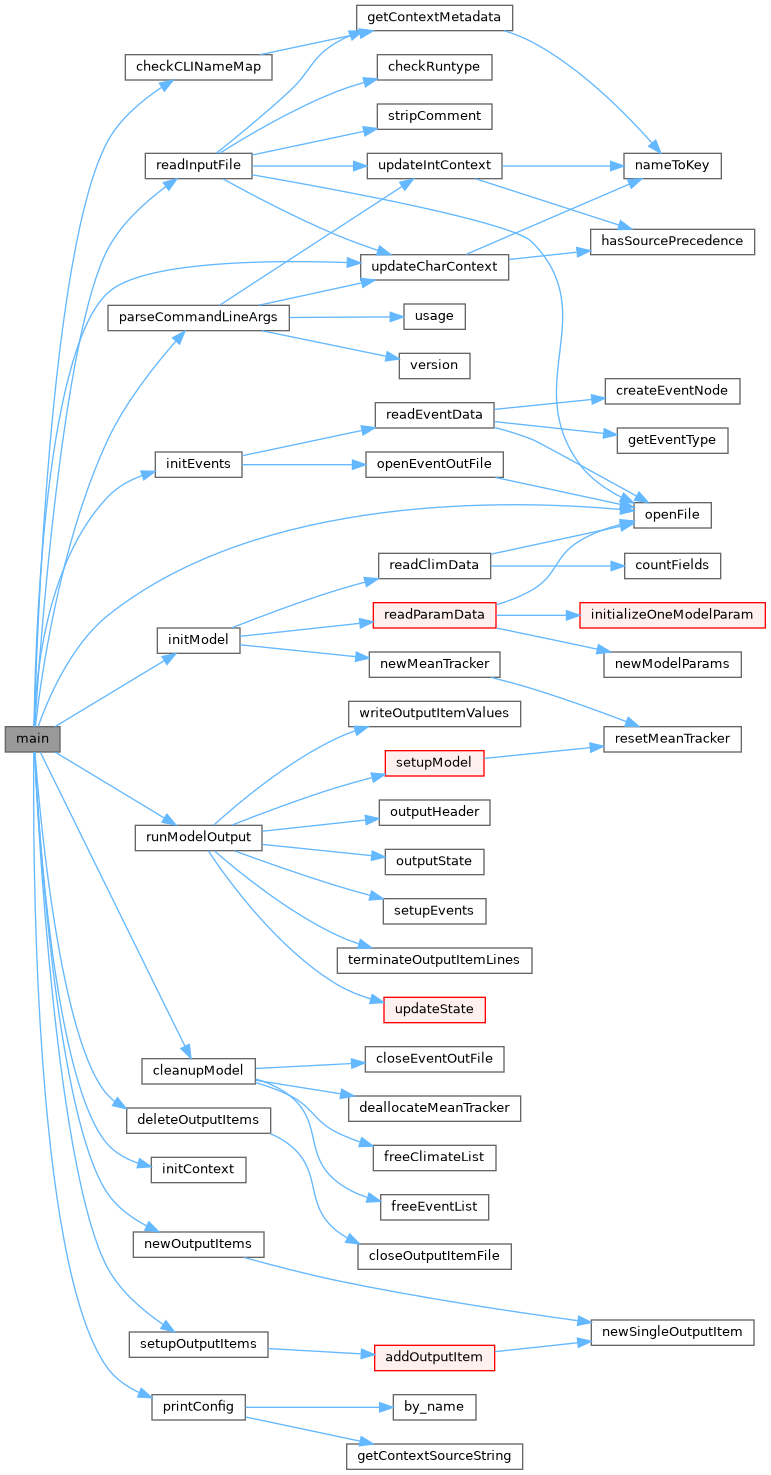 getContextMetadata
checkCLINameMap
checkRuntype
stripComment
readInputFile
updateIntContext
nameToKey
hasSourcePrecedence
updateCharContext
parseCommandLineArgs
usage
version
createEventNode
readEventData
getEventType
initEvents
openEventOutFile
openFile
readClimData
countFields
readParamData
initializeOneModelParam
initModel
newMeanTracker
newModelParams
writeOutputItemValues
main
resetMeanTracker
setupModel
outputHeader
runModelOutput
outputState
setupEvents
terminateOutputItemLines
updateState
closeEventOutFile
cleanupModel
deallocateMeanTracker
deleteOutputItems
freeClimateList
initContext
freeEventList
newOutputItems
closeOutputItemFile
newSingleOutputItem
setupOutputItems
addOutputItem
printConfig
by_name
getContextSourceString